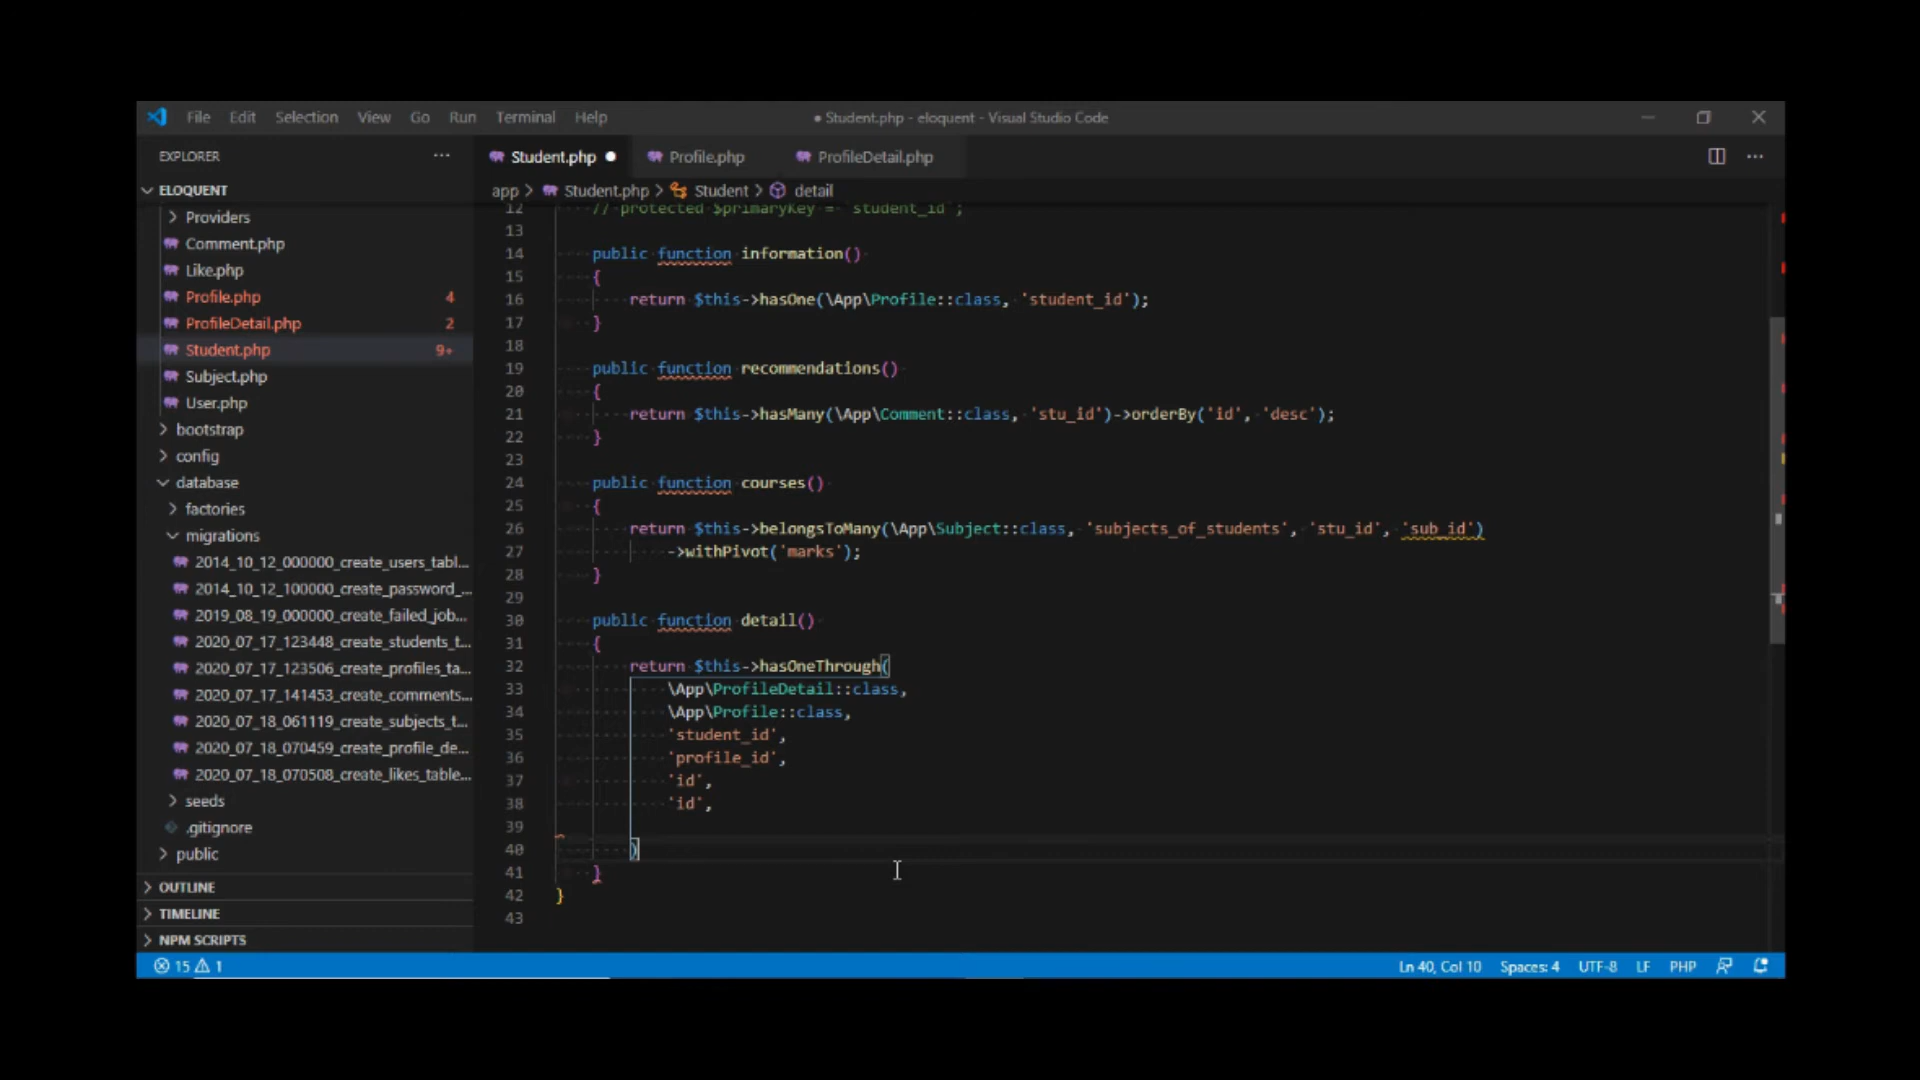 File Edit Selection View Go Run Terminal Help
● Student.php - eloquent - Visual Studio Code
EXPLORER
Student.php
Profile.php
ProfileDetail.php
ELOQUENT
app > Student.php > Student > detail
Providers
Comment.php
Like.php
Profile.php 4
ProfileDetail.php 2
Student.php 9+
Subject.php
User.php
bootstrap
config
database
factories
migrations
2014_10_12_000000_create_users_tabl...
2014_10_12_100000_create_password_...
2019_08_19_000000_create_failed_job...
2020_07_17_123448_create_students_t...
2020_07_17_123506_create_profiles_ta...
2020_07_17_141453_create_comments...
2020_07_18_061119_create_subjects_t...
2020_07_18_070459_create_profile_de...
2020_07_18_070508_create_likes_table...
seeds
.gitignore
public
OUTLINE
TIMELINE
NPM SCRIPTS
12 // protected $primaryKey = 'student_id';
13
14 public function information()
15 {
16 return $this->hasOne(\App\Profile::class, 'student_id');
17 }
18
19 public function recommendations()
20 {
21 return $this->hasMany(\App\Comment::class, 'stu_id')->orderBy('id', 'desc');
22 }
23
24 public function courses()
25 {
26 return $this->belongsToMany(\App\Subject::class, 'subjects_of_students', 'stu_id', 'sub_id')
27 ->withPivot('marks');
28 }
29
30 public function detail()
31 {
32 return $this->hasOneThrough(
33 \App\ProfileDetail::class,
34 \App\Profile::class,
35 'student_id',
36 'profile_id',
37 'id',
38 'id',
39
40 )
41 }
42 }
43
15 1
Ln 40, Col 10 Spaces: 4 UTF-8 LF PHP